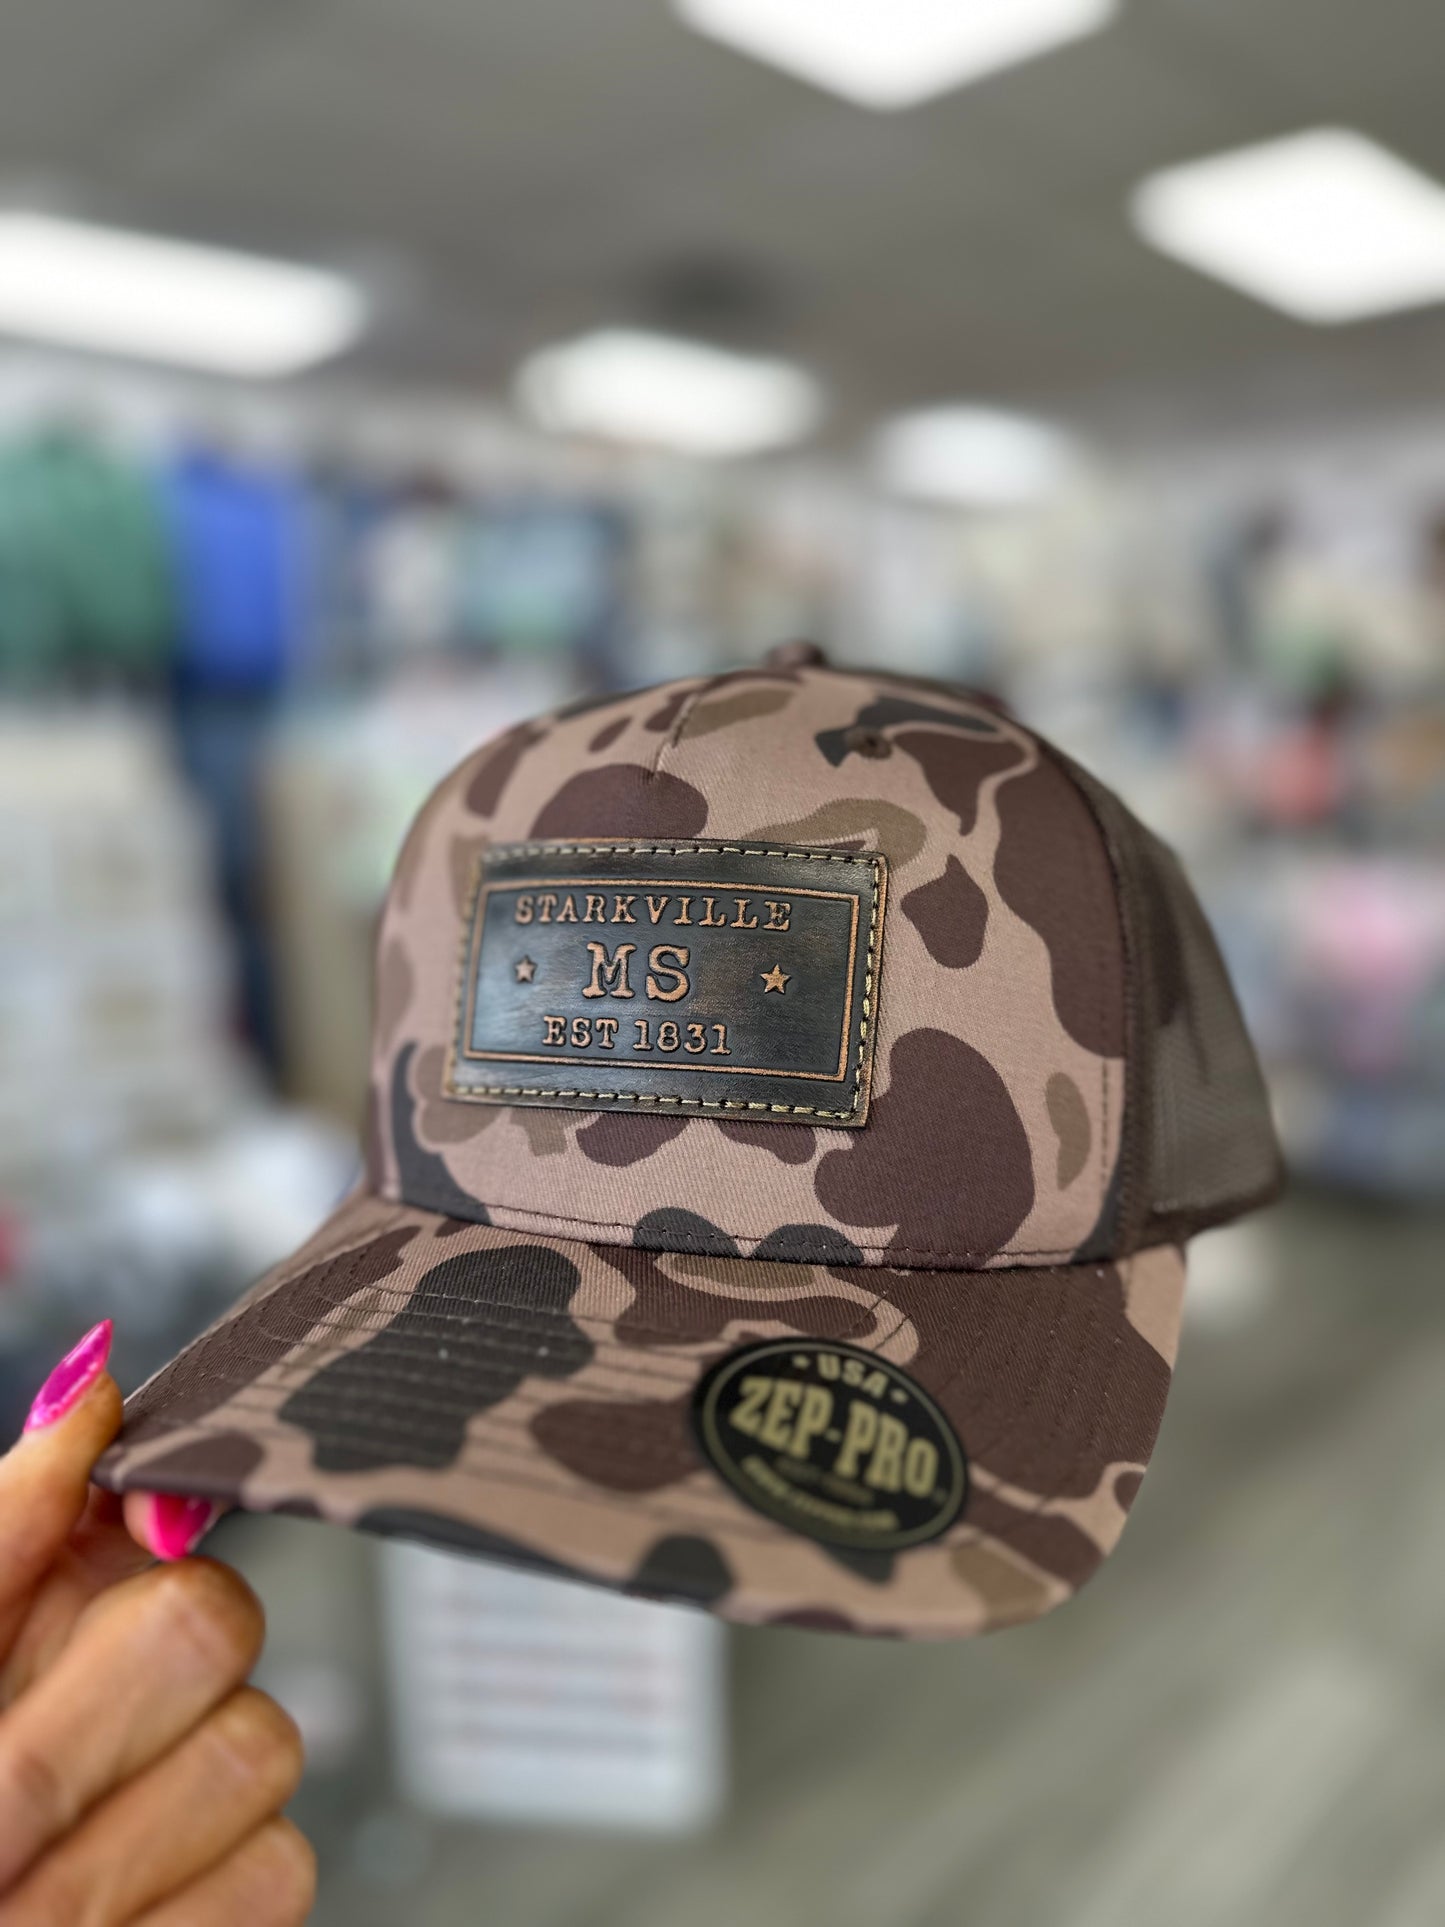 STARKVILLE
★ MS ★
EST 1831
★ USA ★
ZEP-PRO